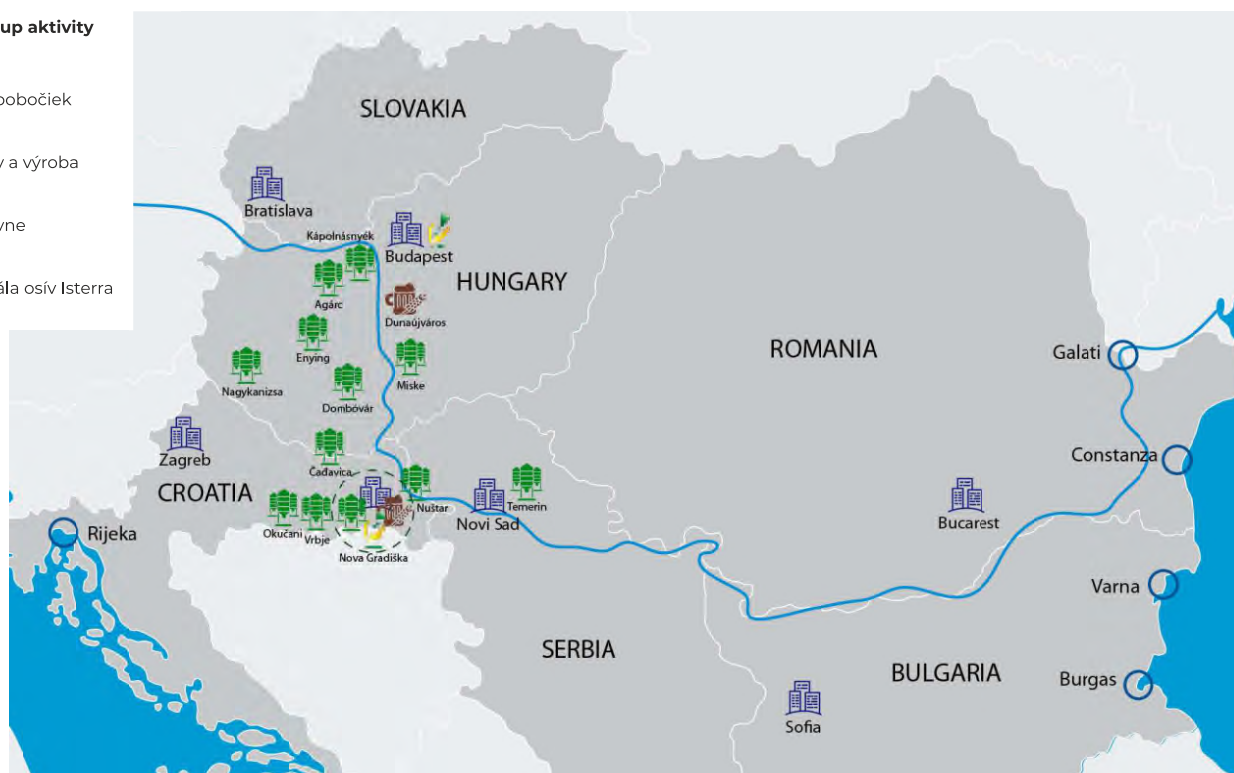 up aktivity
pobočiek
y a výroba
vne
ála osív Isterra
SLOVAKIA
Bratislava
Kápolnásnyék
Budapest
HUNGARY
Agárc
Dunaújváros
Enying
ROMANIA
Galati
Nagykanizsa
Miske
Dombóvár
Zagreb
Čađavica
Constanza
CROATIA
Nuštar
Temerin
Novi Sad
Bucarest
Okučani
Vrbje
Rijeka
Nova Gradiška
Varna
SERBIA
BULGARIA
Burgas
Sofia